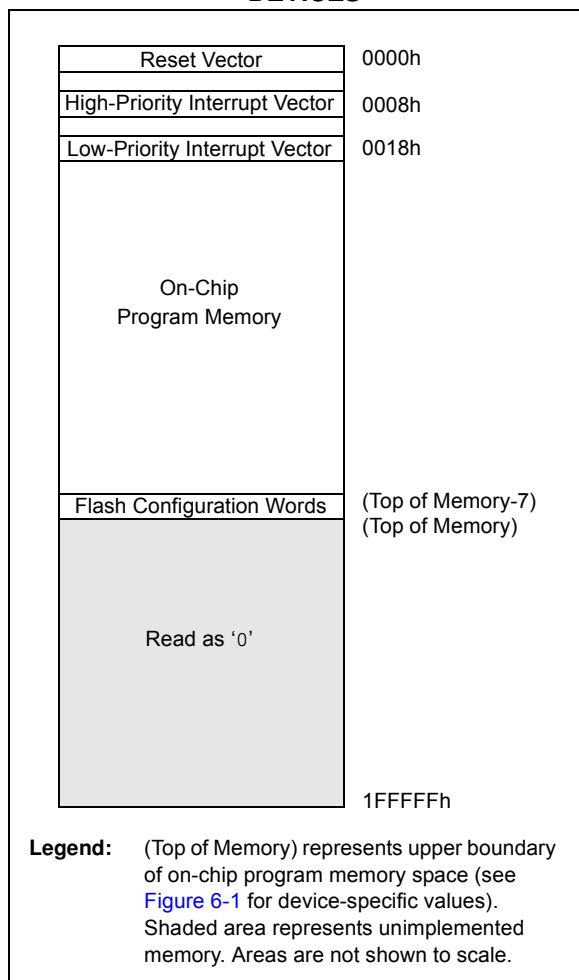 Reset Vector 0000h
High-Priority Interrupt Vector 0008h
Low-Priority Interrupt Vector 0018h
On-Chip
Program Memory
Flash Configuration Words (Top of Memory-7)
(Top of Memory)
Read as ‘0’
1FFFFFh
Legend: (Top of Memory) represents upper boundary
of on-chip program memory space (see
Figure 6-1 for device-specific values).
Shaded area represents unimplemented
memory. Areas are not shown to scale.